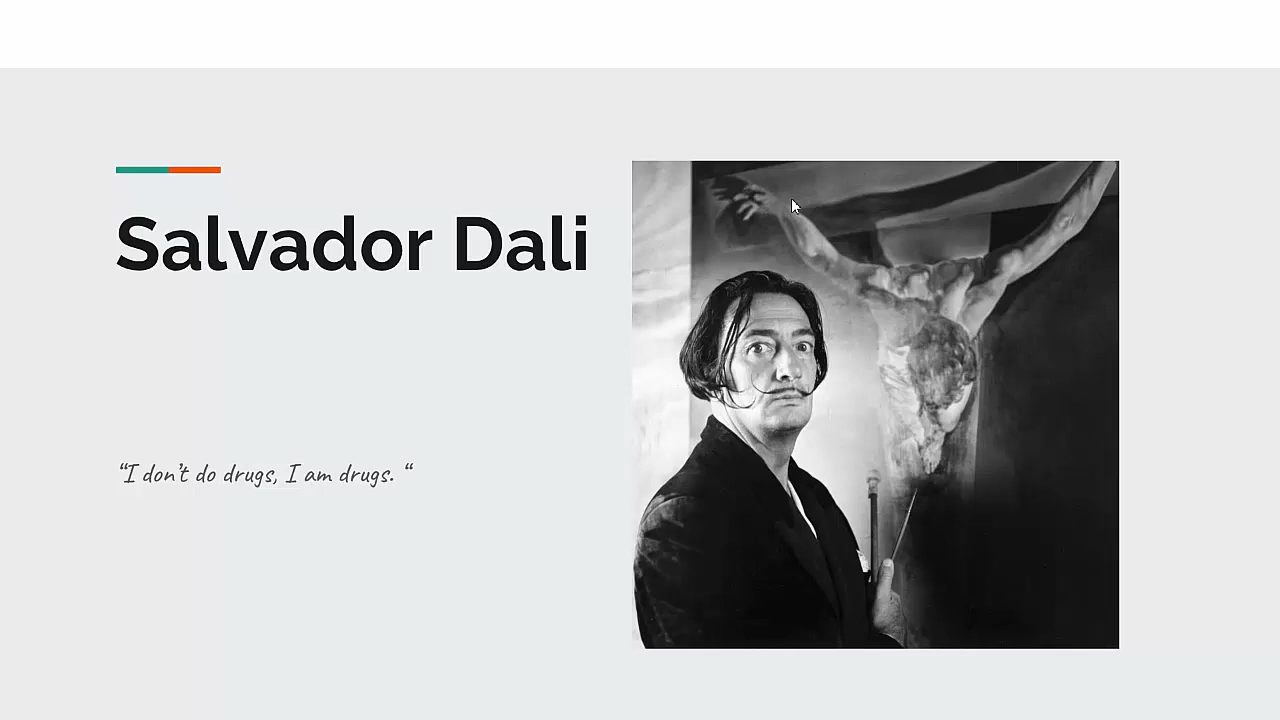 Salvador Dali
“I don’t do drugs, I am drugs. “